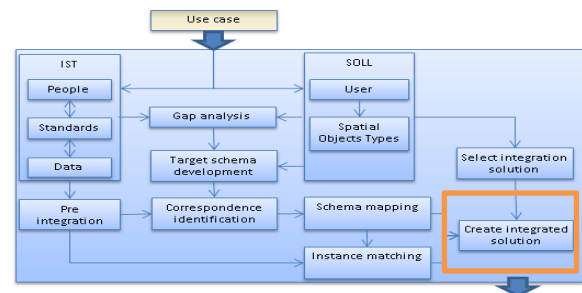 Use case
IST
People
Standards
Data
SOLL
User
Spatial
Objects Types
Gap analysis
Target schema
development
Select integration
solution
Pre
integration
Correspondence
identification
Schema mapping
Create integrated
solution
Instance matching